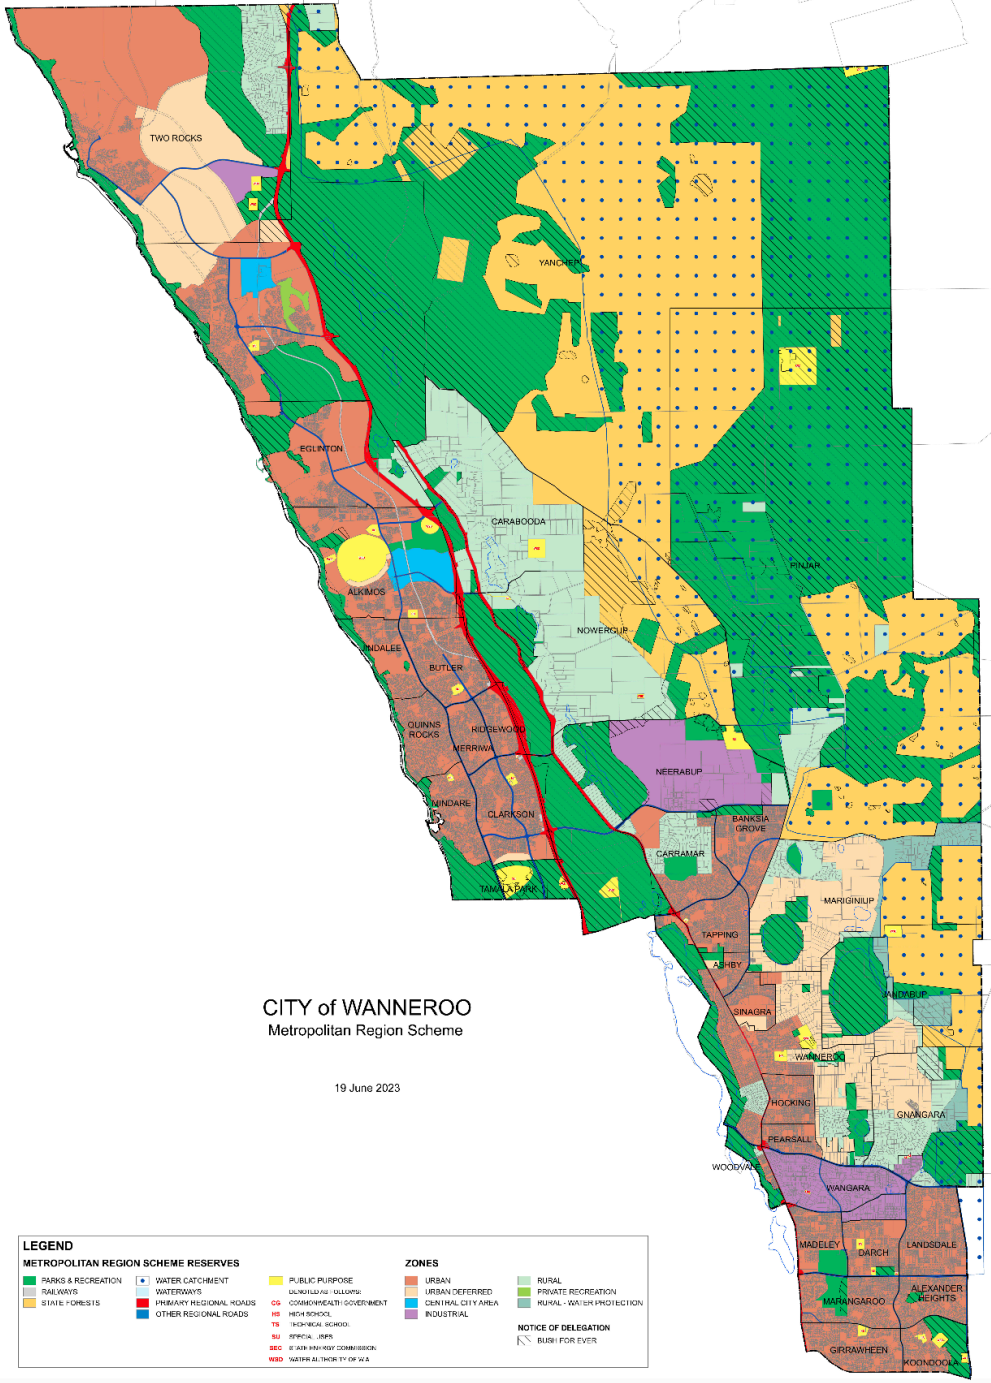 TWO ROCKS
YANCHEP
EGLINTON
CARABOODA
PINJAR
ALKIMOS
NOWERGUP
JINDALEE
BUTLER
QUINNS
ROCKS
RIDGEWOOD
MERRIWA
NEERABUP
MINDARE
CLARKSON
BANKSIA
GROVE
CARRAMAR
TAMALA PARK
MARIGINIUP
TAPPING
ASHBY
JANDABUP
SINAGRA
CITY of WANNEROO
Metropolitan Region Scheme
19 June 2023
WANNEROO
HOCKING
GNANGARA
PEARSALL
WOODVALE
WANGARA
MADELEY
DARCH
LANDSDALE
MARANGAROO
ALEXANDER
HEIGHTS
GIRRAWHEEN
KOONDOOLA
LEGEND
METROPOLITAN REGION SCHEME RESERVES
PARKS & RECREATION
RAILWAYS
STATE FORESTS
WATER CATCHMENT
WATERWAYS
PRIMARY REGIONAL ROADS
OTHER REGIONAL ROADS
PUBLIC PURPOSE
DENOTED AS FOLLOWS:
CG COMMONWEALTH GOVERNMENT
HS HIGH SCHOOL
TS TECHNICAL SCHOOL
SU SPECIAL USES
SEC STATE ENERGY COMMISSION
WSD WATER AUTHORITY OF WA
ZONES
URBAN
URBAN DEFERRED
CENTRAL CITY AREA
INDUSTRIAL
RURAL
PRIVATE RECREATION
RURAL - WATER PROTECTION
NOTICE OF DELEGATION
BUSH FOR EVER